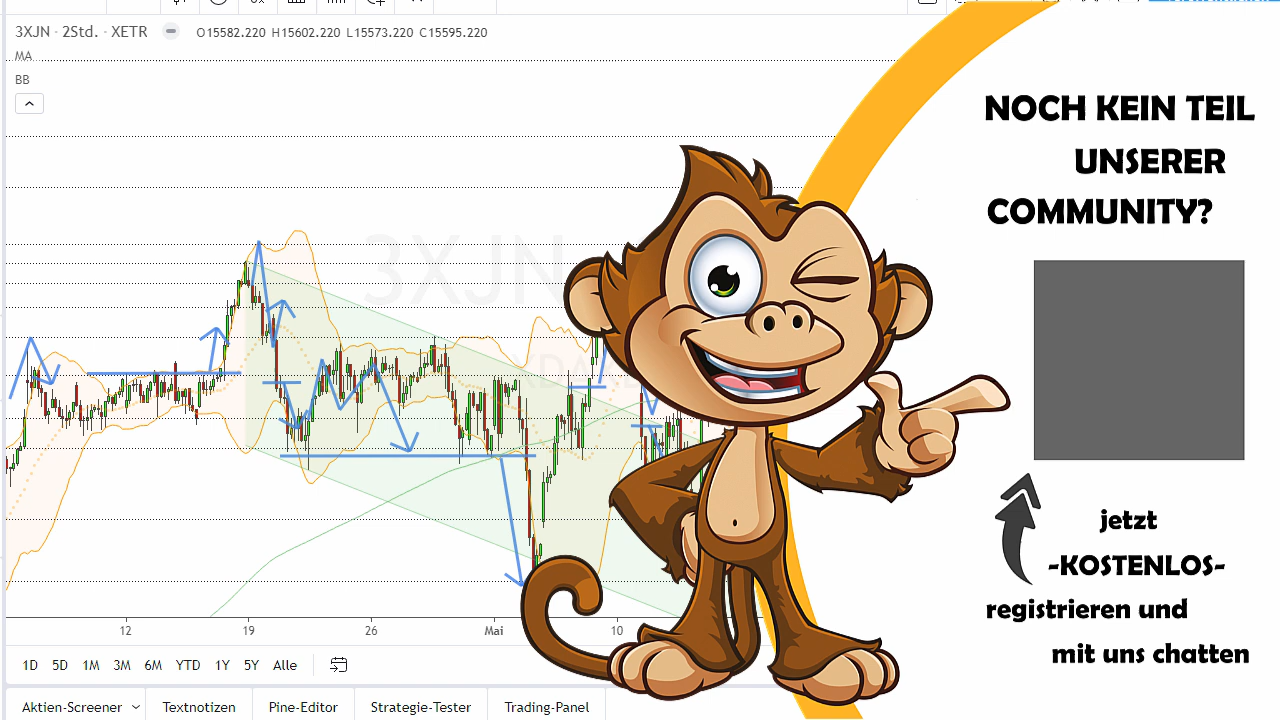 3XJN · 2Std. · XETR O15582.220 H15602.220 L15573.220 C15595.220
MA
BB
3XJN
12 19 26 Mai 10
1D 5D 1M 3M 6M YTD 1Y 5Y Alle
Aktien-Screener Textnotizen Pine-Editor Strategie-Tester Trading-Panel
NOCH KEIN TEIL
UNSERER
COMMUNITY?
jetzt
-KOSTENLOS-
registrieren und
mit uns chatten